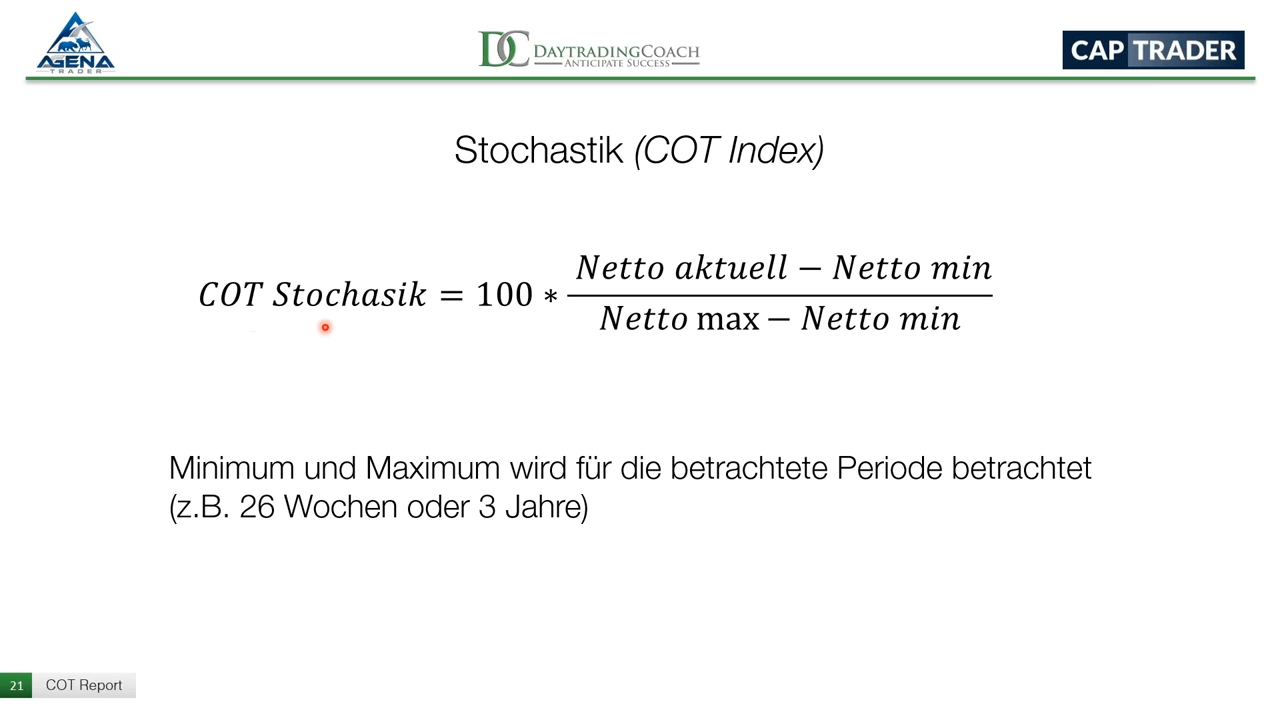 AGENA
TRADER
DC DAYTRADINGCOACH
ANTICIPATE SUCCESS
CAP TRADER
Stochastik (COT Index)
COT Stochasik = 100 * (Netto aktuell − Netto min) / (Netto max − Netto min)
Minimum und Maximum wird für die betrachtete Periode betrachtet
(z.B. 26 Wochen oder 3 Jahre)
21 COT Report